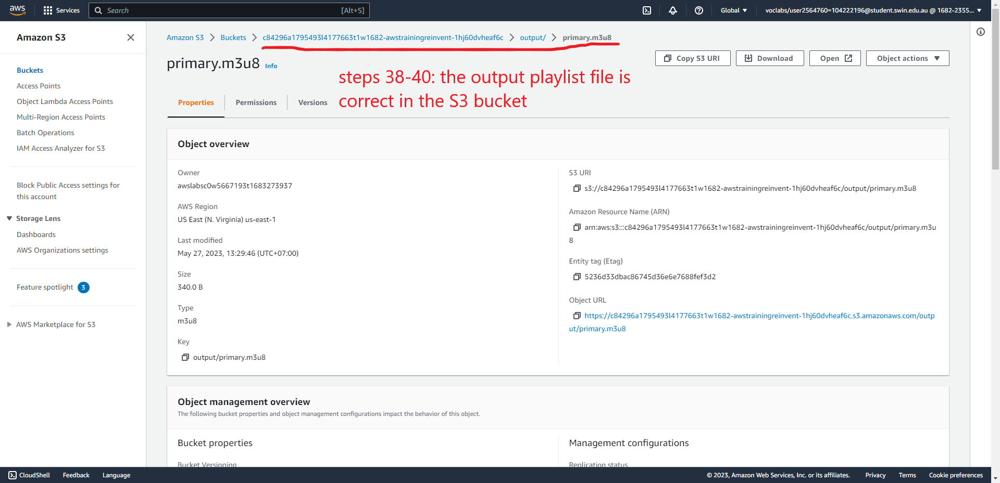 aws
Services
Search
[Alt+S]
Global
voclabs/user2564760=104222196@student.swin.edu.au @ 1682-2355...
Amazon S3
Buckets
Access Points
Object Lambda Access Points
Multi-Region Access Points
Batch Operations
IAM Access Analyzer for S3
Block Public Access settings for
this account
Storage Lens
Dashboards
AWS Organizations settings
Feature spotlight 3
AWS Marketplace for S3
Amazon S3 > Buckets > c84296a1795493l4177663t1w1682-awstrainingreinvent-1hj60dvheaf6c > output/ > primary.m3u8
primary.m3u8 Info
Copy S3 URI
Download
Open
Object actions
steps 38-40: the output playlist file is
correct in the S3 bucket
Properties
Permissions
Versions
Object overview
Owner
awslabsc0w5667193t1683273937
AWS Region
US East (N. Virginia) us-east-1
Last modified
May 27, 2023, 13:29:46 (UTC+07:00)
Size
340.0 B
Type
m3u8
Key
output/primary.m3u8
S3 URI
s3://c84296a1795493l4177663t1w1682-awstrainingreinvent-1hj60dvheaf6c/output/primary.m3u8
Amazon Resource Name (ARN)
arn:aws:s3:::c84296a1795493l4177663t1w1682-awstrainingreinvent-1hj60dvheaf6c/output/primary.m3u
8
Entity tag (Etag)
5236d33dbac86745d36e6e7688fef3d2
Object URL
https://c84296a1795493l4177663t1w1682-awstrainingreinvent-1hj60dvheaf6c.s3.amazonaws.com/outp
ut/primary.m3u8
Object management overview
The following bucket properties and object management configurations impact the behavior of this object.
Bucket properties
Bucket Versioning
Management configurations
Replication status
CloudShell
Feedback
Language
© 2023, Amazon Web Services, Inc. or its affiliates.
Privacy
Terms
Cookie preferences